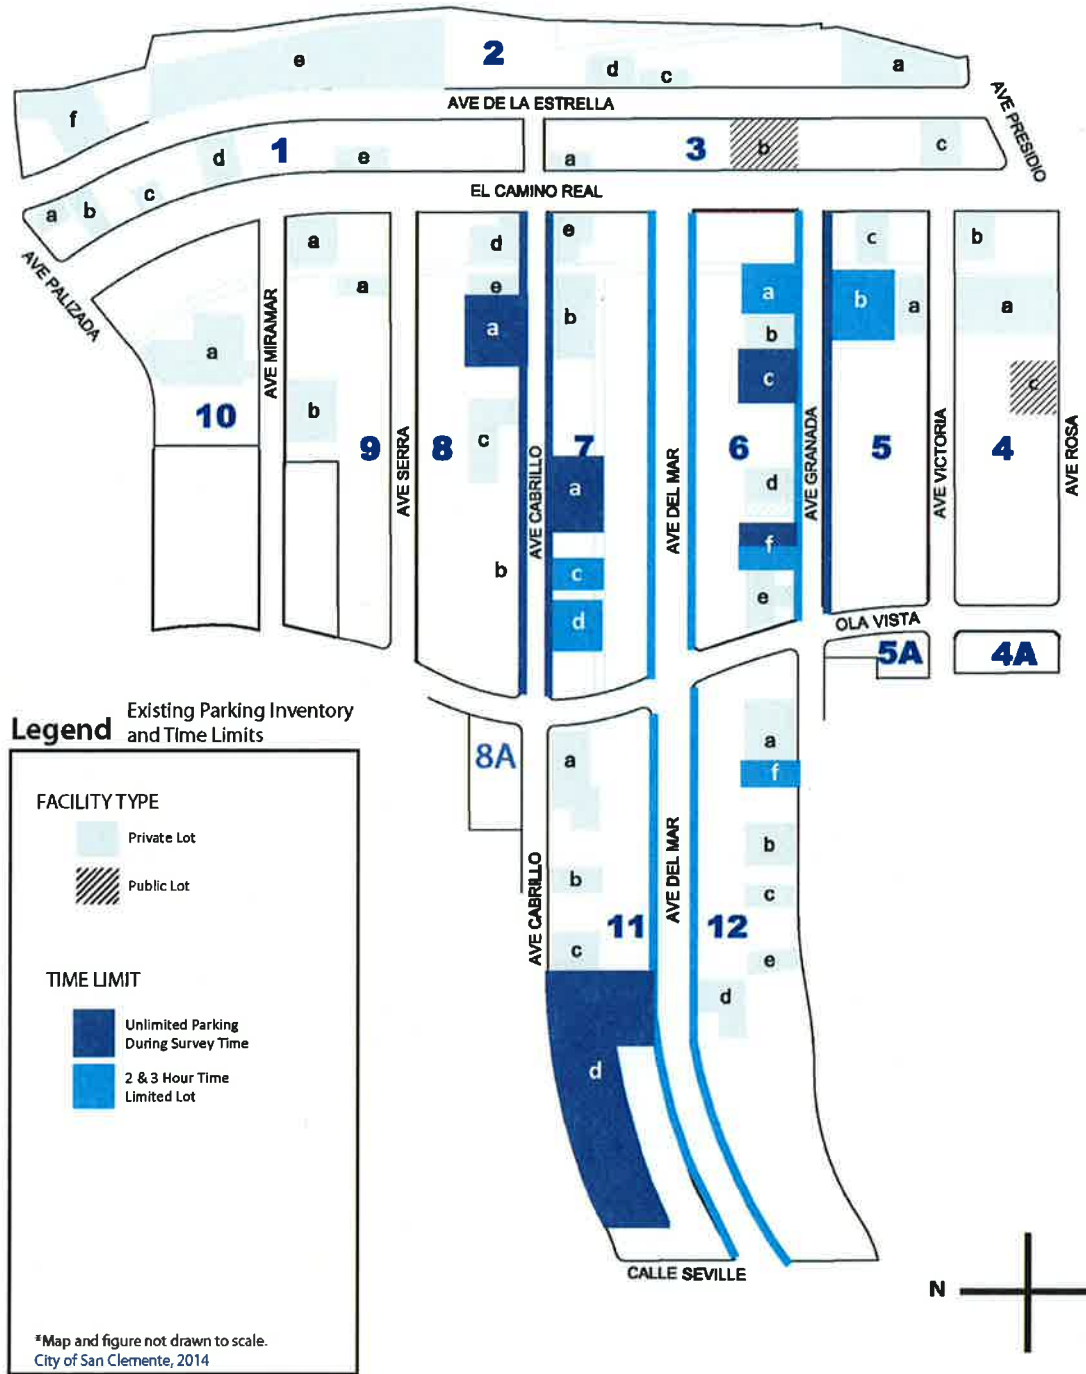 2
e
a
d
c
AVE DE LA ESTRELLA
AVE PRESIDIO
f
1
d
e
c
b
a
a
3
b
c
EL CAMINO REAL
AVE PALIZADA
a
10
AVE MIRAMAR
a
a
b
9
AVE SERRA
d
e
a
c
8
b
AVE CABRILLO
e
b
7
a
c
d
AVE DEL MAR
a
b
c
6
d
f
e
AVE GRANADA
c
b
a
5
AVE VICTORIA
b
a
c
4
AVE ROSA
OLA VISTA
5A
4A
8A
AVE CABRILLO
a
b
c
11
d
AVE DEL MAR
a
f
b
c
12
e
d
CALLE SEVILLE
N
Legend
Existing Parking Inventory
and Time Limits
FACILITY TYPE
Private Lot
Public Lot
TIME LIMIT
Unlimited Parking
During Survey Time
2 & 3 Hour Time
Limited Lot
*Map and figure not drawn to scale.
City of San Clemente, 2014